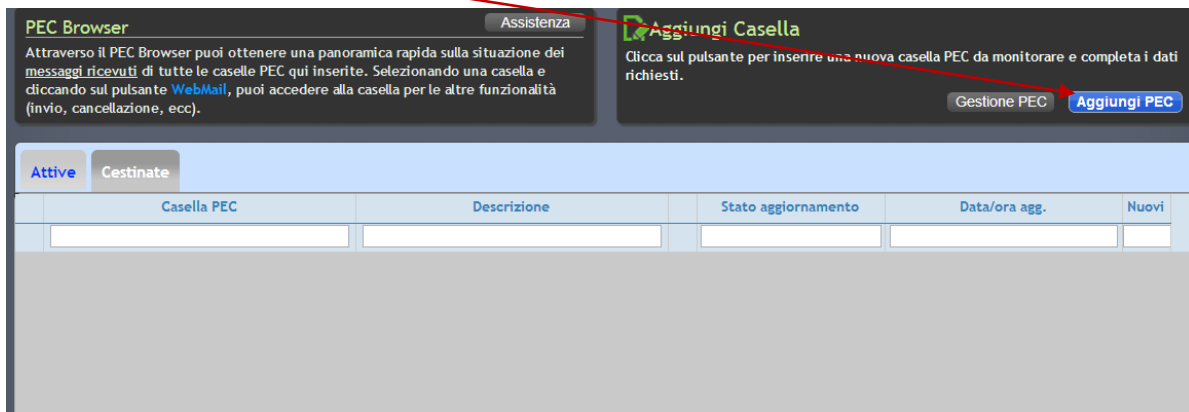 PEC Browser
Assistenza
Attraverso il PEC Browser puoi ottenere una panoramica rapida sulla situazione dei
messaggi ricevuti di tutte le caselle PEC qui inserite. Selezionando una casella e
cliccando sul pulsante WebMail, puoi accedere alla casella per le altre funzionalità
(invio, cancellazione, ecc).
Aggiungi Casella
Clicca sul pulsante per inserire una nuova casella PEC da monitorare e completa i dati
richiesti.
Gestione PEC Aggiungi PEC
Attive Cestinate
Casella PEC Descrizione Stato aggiornamento Data/ora agg. Nuovi